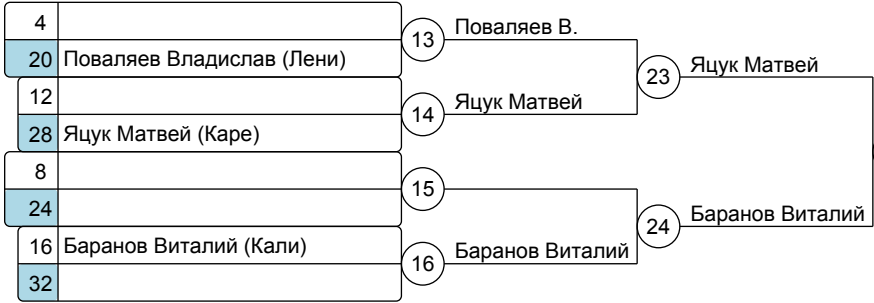 4
20 Поваляев Владислав (Лени)
12
28 Яцук Матвей (Каре)
8
24
16 Баранов Виталий (Кали)
32
13 Поваляев В.
14 Яцук Матвей
15
16 Баранов Виталий
23 Яцук Матвей
24 Баранов Виталий